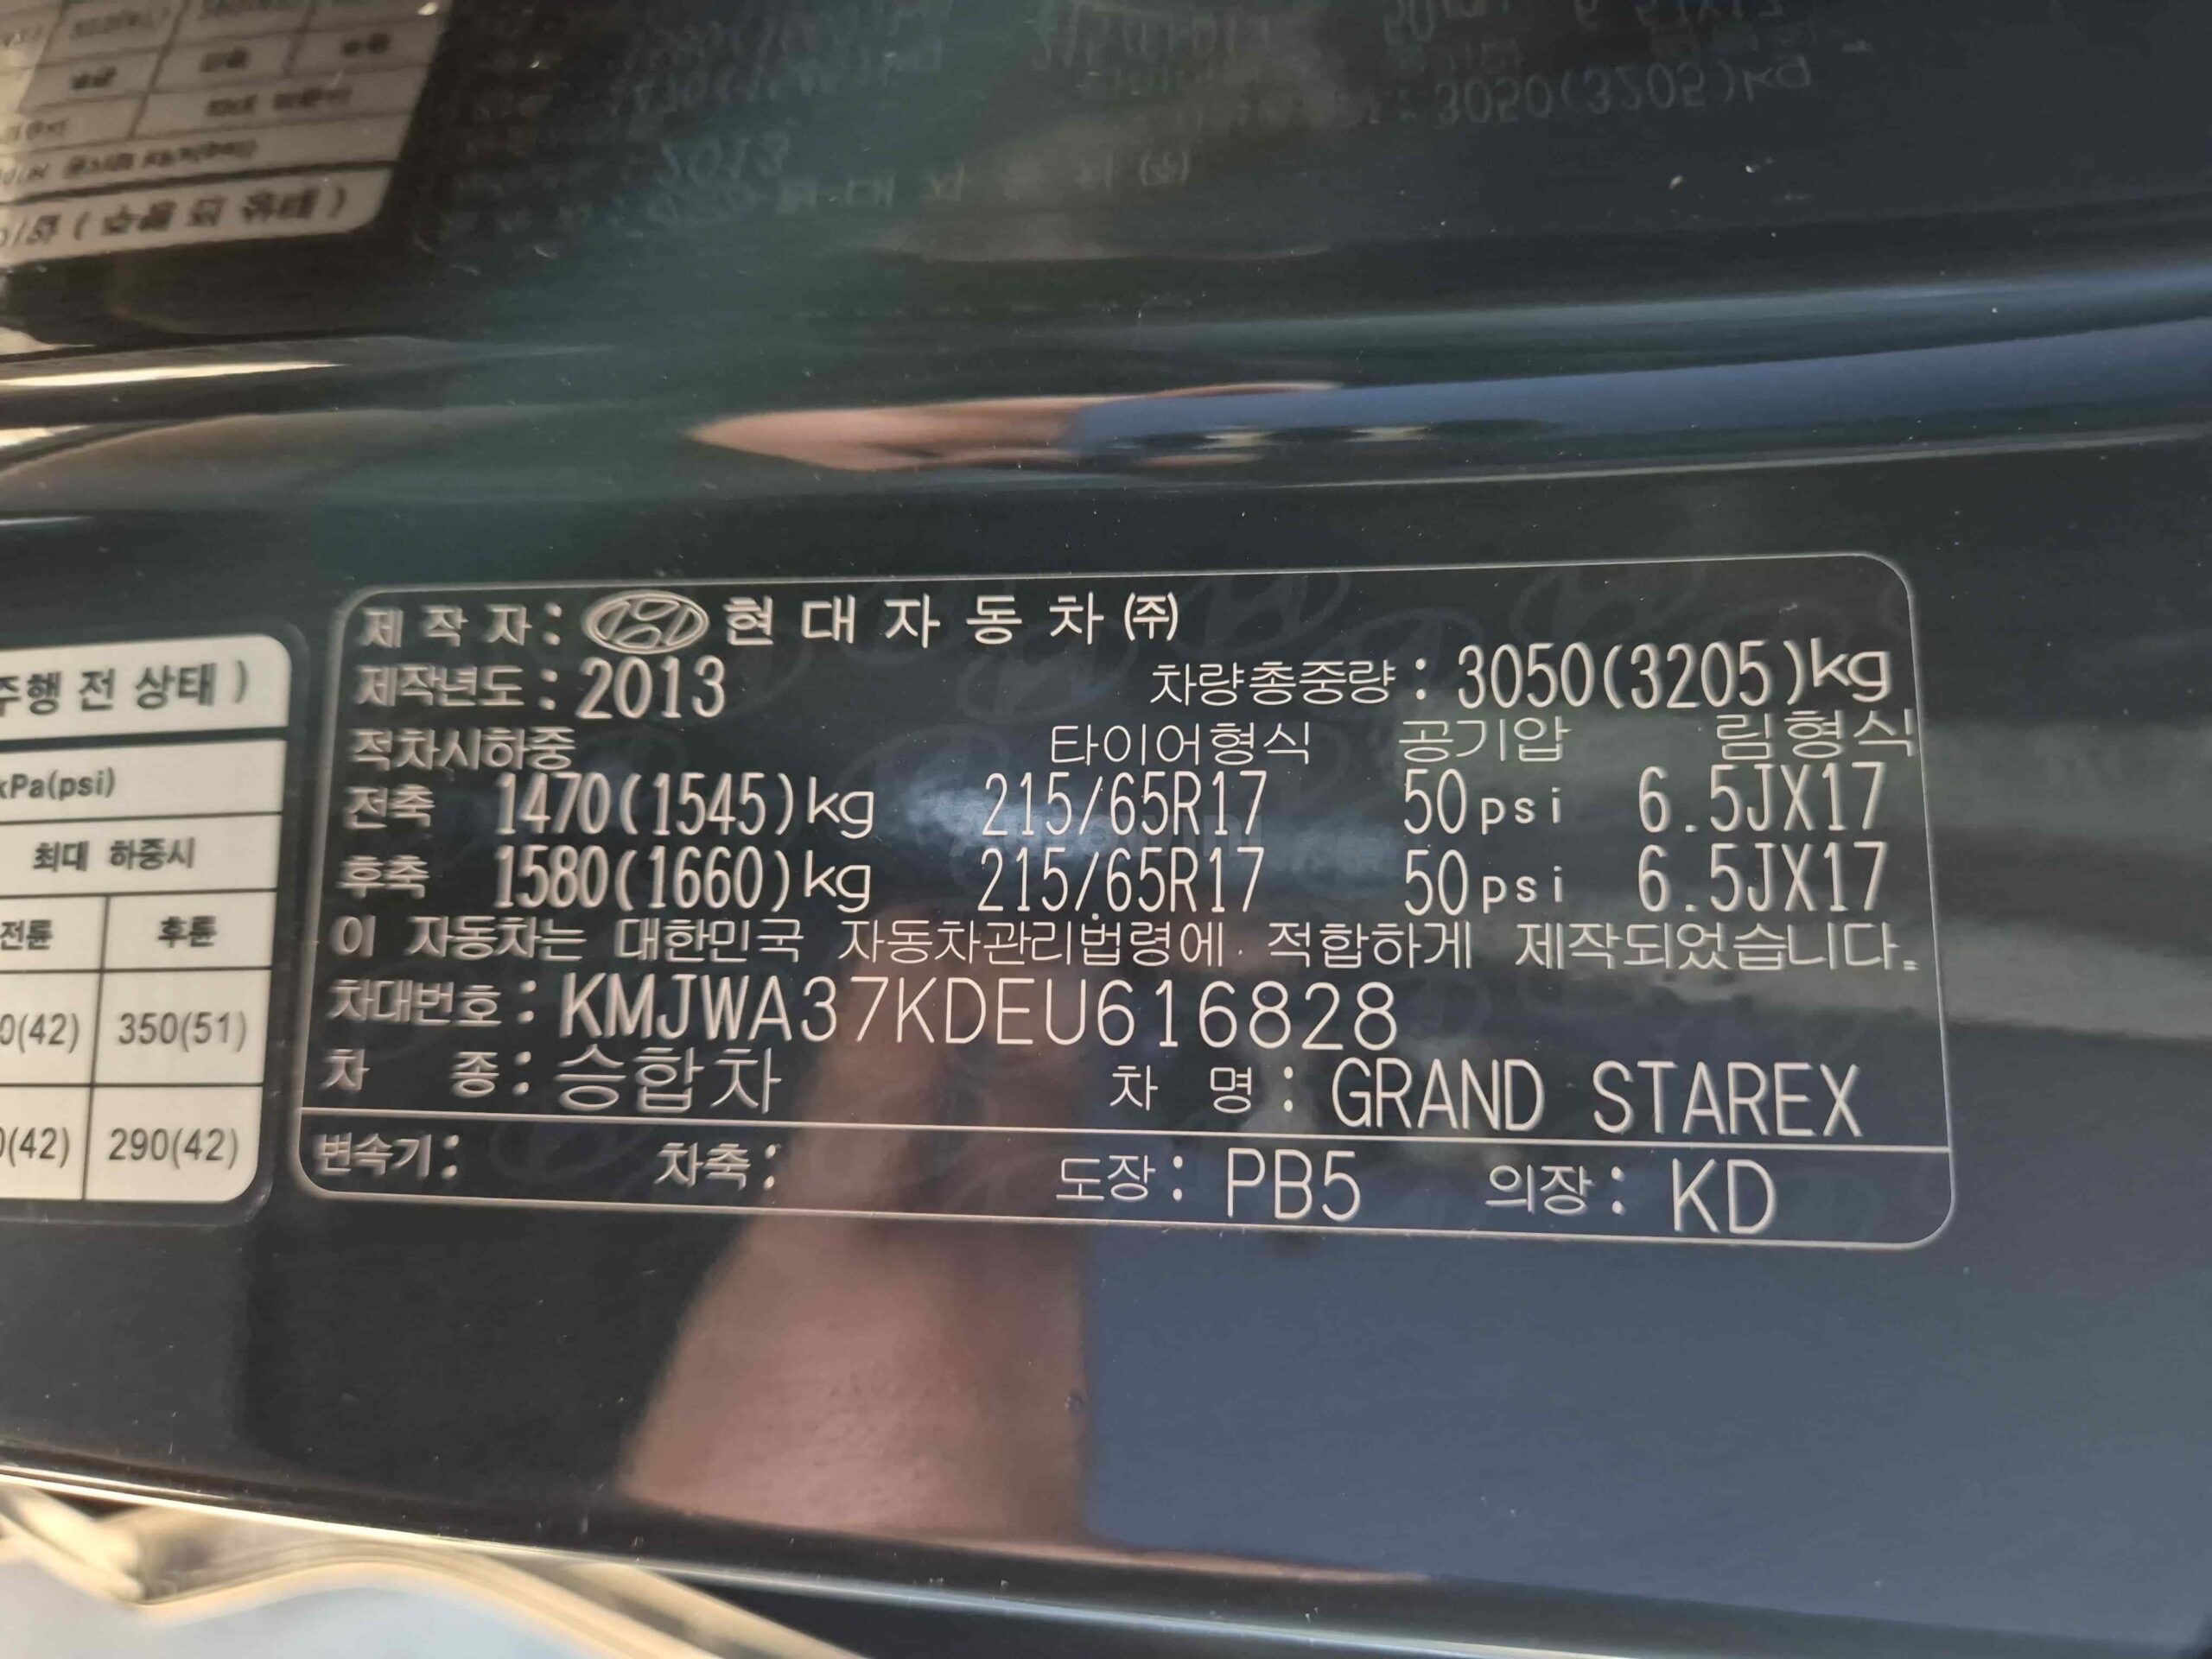 제 작 자 : 현 대 자 동 차 ㈜
제작년도 : 2013 차량총중량 : 3050(3205)kg
적차시하중 타이어형식 공기압 림형식
전축 1470(1545)kg 215/65R17 50psi 6.5JX17
후축 1580(1660)kg 215/65R17 50psi 6.5JX17
이 자동차는 대한민국 자동차관리법령에 적합하게 제작되었습니다.
차대번호 : KMJWA37KDEU616828
차 종 : 승합차 차 명 : GRAND STAREX
변속기 : 차축 : 도장 : PB5 의장 : KD
주행 전 상태 )
kPa(psi)
최대 하중시
전륜 후륜
0(42) 350(51)
0(42) 290(42)